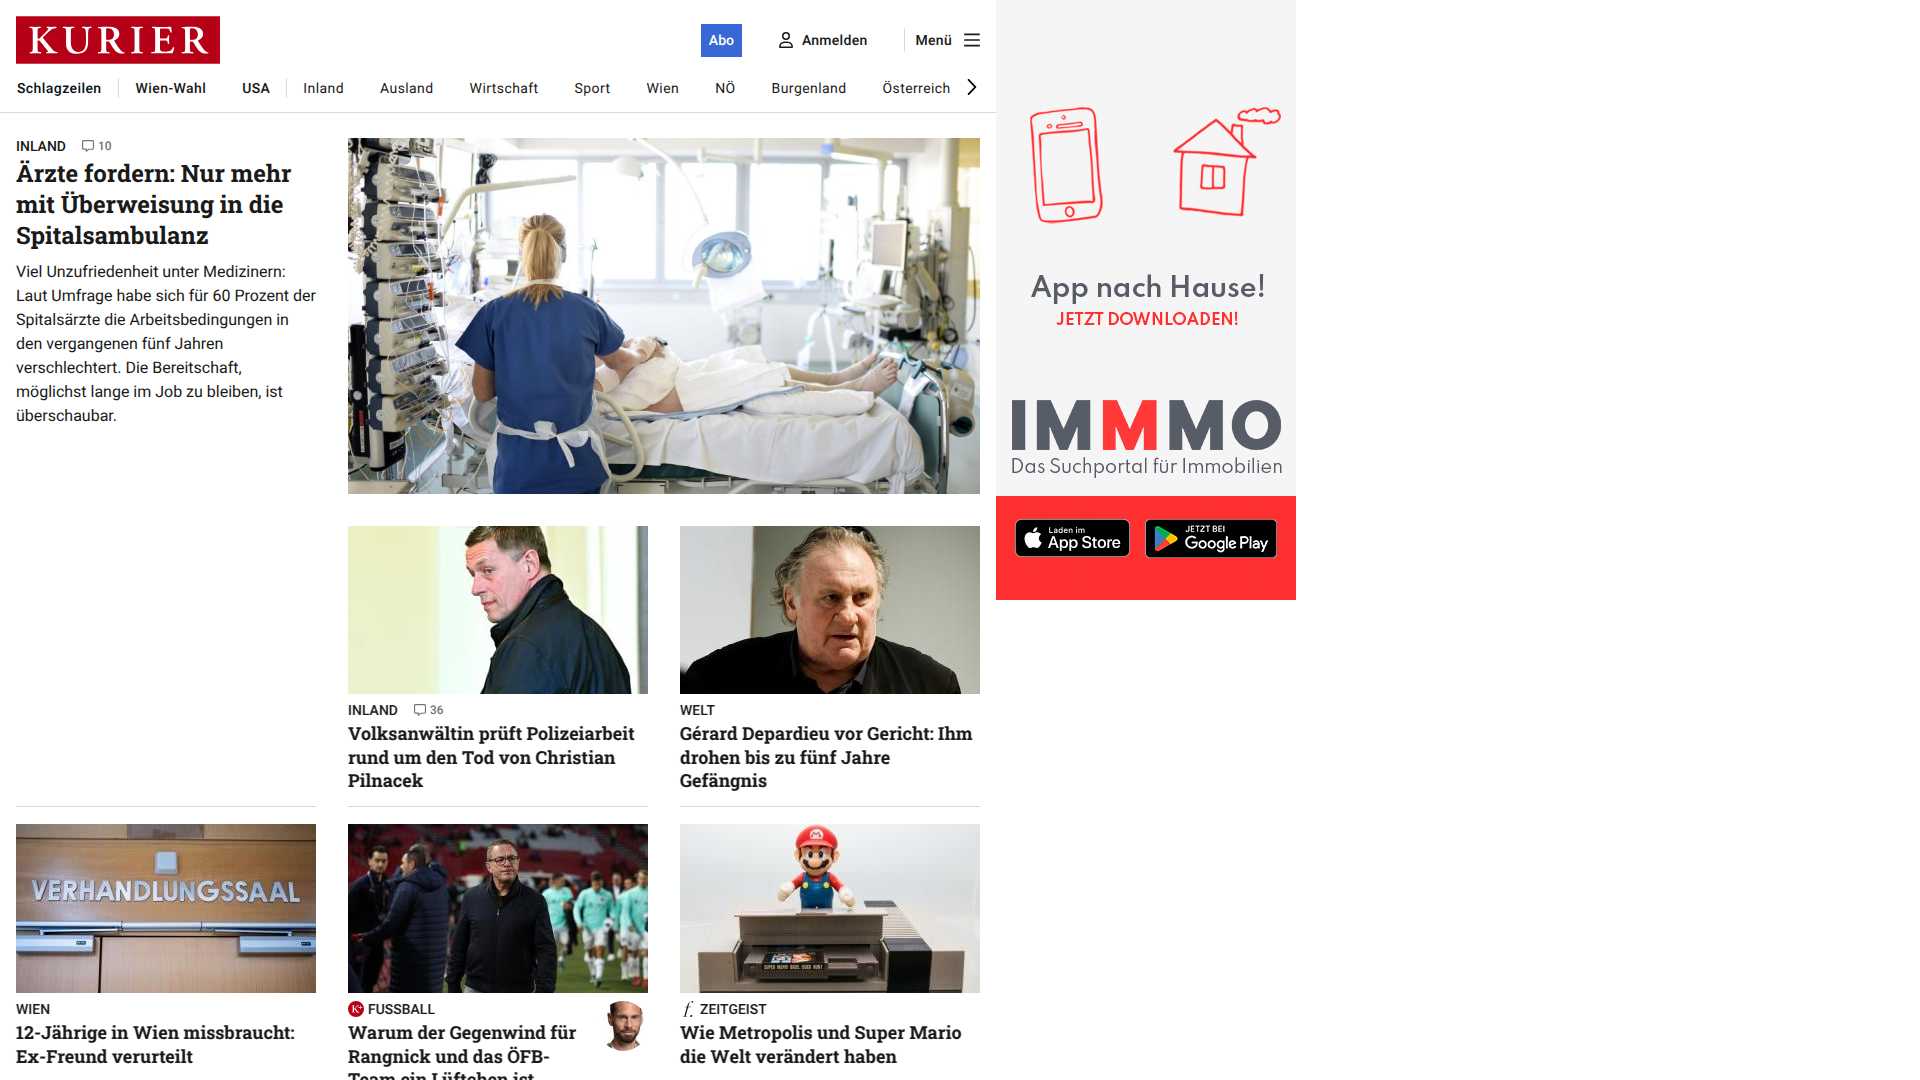 KURIER
Abo
Anmelden
Menü
Schlagzeilen
Wien-Wahl
USA
Inland
Ausland
Wirtschaft
Sport
Wien
NÖ
Burgenland
Österreich
INLAND 10
Ärzte fordern: Nur mehr
mit Überweisung in die
Spitalsambulanz
Viel Unzufriedenheit unter Medizinern:
Laut Umfrage habe sich für 60 Prozent der
Spitalsärzte die Arbeitsbedingungen in
den vergangenen fünf Jahren
verschlechtert. Die Bereitschaft,
möglichst lange im Job zu bleiben, ist
überschaubar.
INLAND 36
Volksanwältin prüft Polizeiarbeit
rund um den Tod von Christian
Pilnacek
WELT
Gérard Depardieu vor Gericht: Ihm
drohen bis zu fünf Jahre
Gefängnis
VERHANDLUNGSSAAL
WIEN
12-Jährige in Wien missbraucht:
Ex-Freund verurteilt
K+ FUSSBALL
Warum der Gegenwind für
Rangnick und das ÖFB-
Team ein Lüftchen ist
f. ZEITGEIST
Wie Metropolis und Super Mario
die Welt verändert haben
App nach Hause!
JETZT DOWNLOADEN!
IMMMO
Das Suchportal für Immobilien
Laden im
App Store
JETZT BEI
Google Play